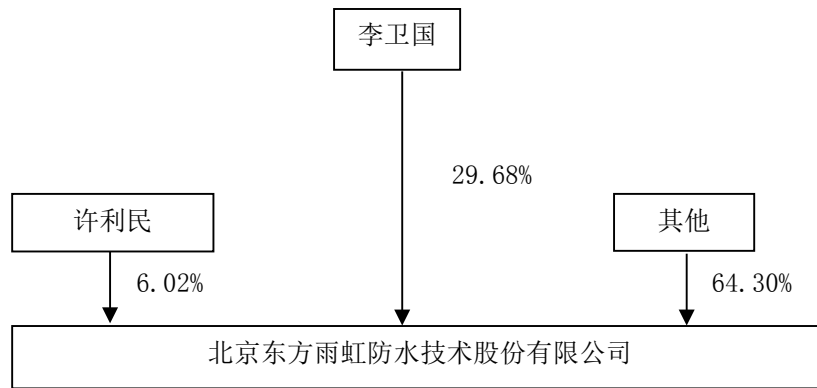 李卫国
29.68%
许利民
其他
6.02%
64.30%
北京东方雨虹防水技术股份有限公司